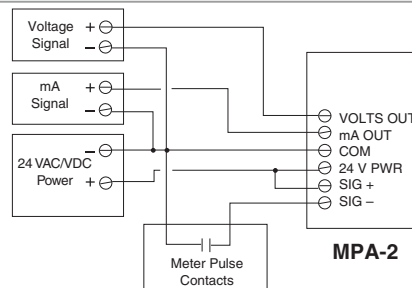 Voltage
Signal
+
–
mA
Signal
+
–
24 VAC/VDC
Power
–
+
VOLTS OUT
mA OUT
COM
24 V PWR
SIG +
SIG –
MPA-2
Meter Pulse
Contacts